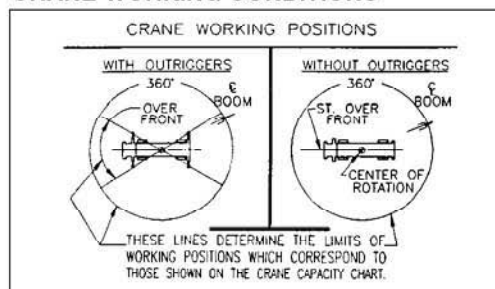 CRANE WORKING POSITIONS
WITH OUTRIGGERS
360°
℄
BOOM
OVER
FRONT
WITHOUT OUTRIGGERS
360°
℄
BOOM
ST. OVER
FRONT
CENTER OF
ROTATION
THESE LINES DETERMINE THE LIMITS OF
WORKING POSITIONS WHICH CORRESPOND TO
THOSE SHOWN ON THE CRANE CAPACITY CHART.